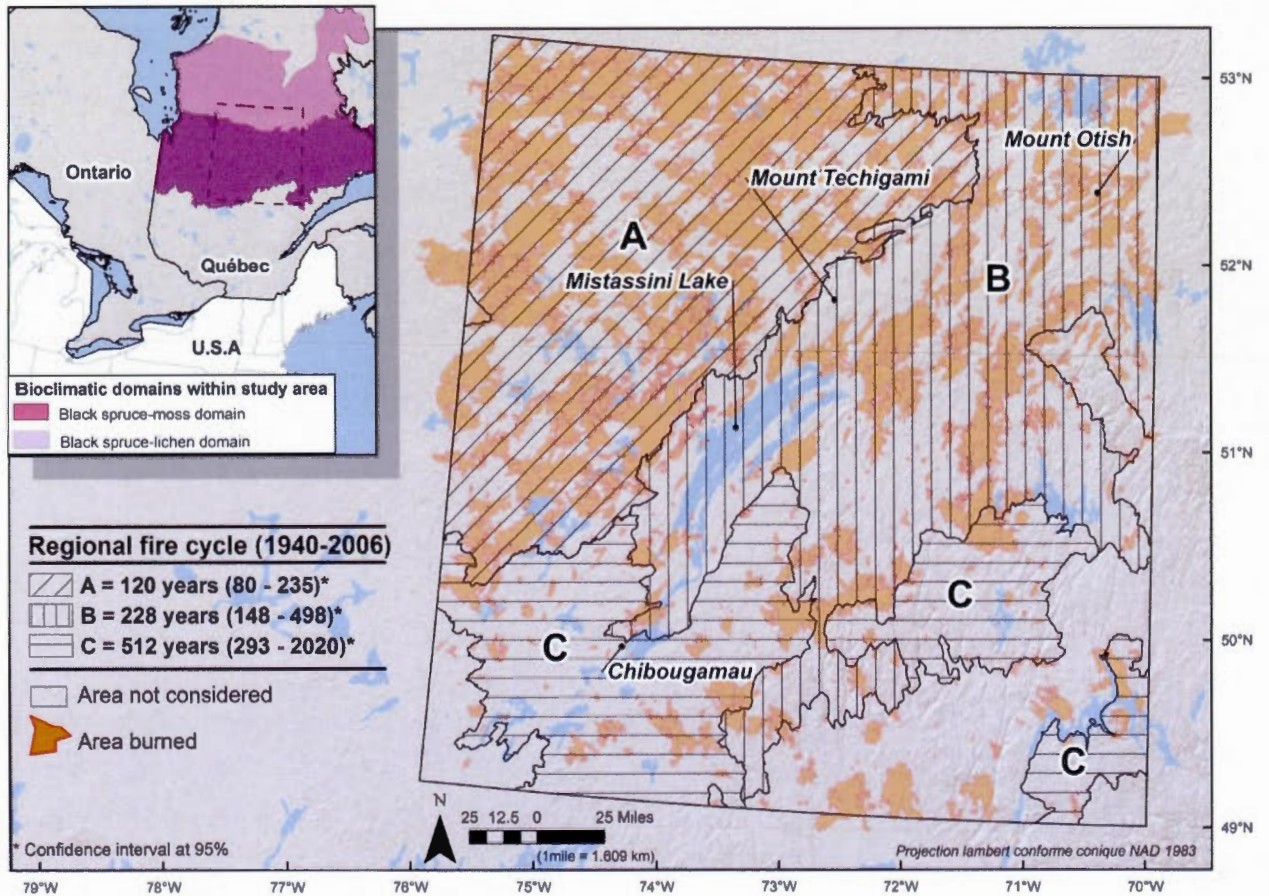 Ontario
Québec
U.S.A
Bioclimatic domains within study area
Black spruce-moss domain
Black spruce-lichen domain
Regional fire cycle (1940-2006)
A = 120 years (80 - 235)*
B = 228 years (148 - 498)*
C = 512 years (293 - 2020)*
Area not considered
Area burned
* Confidence interval at 95%
A
Mistassini Lake
Mount Techigami
Mount Otish
B
C
C
C
Chibougamau
N
25 12.5 0 25 Miles
(1mile = 1.609 km)
Projection lambert conforme conique NAD 1983
53°N
52°N
51°N
50°N
49°N
79°W 78°W 77°W 76°W 75°W 74°W 73°W 72°W 71°W 70°W